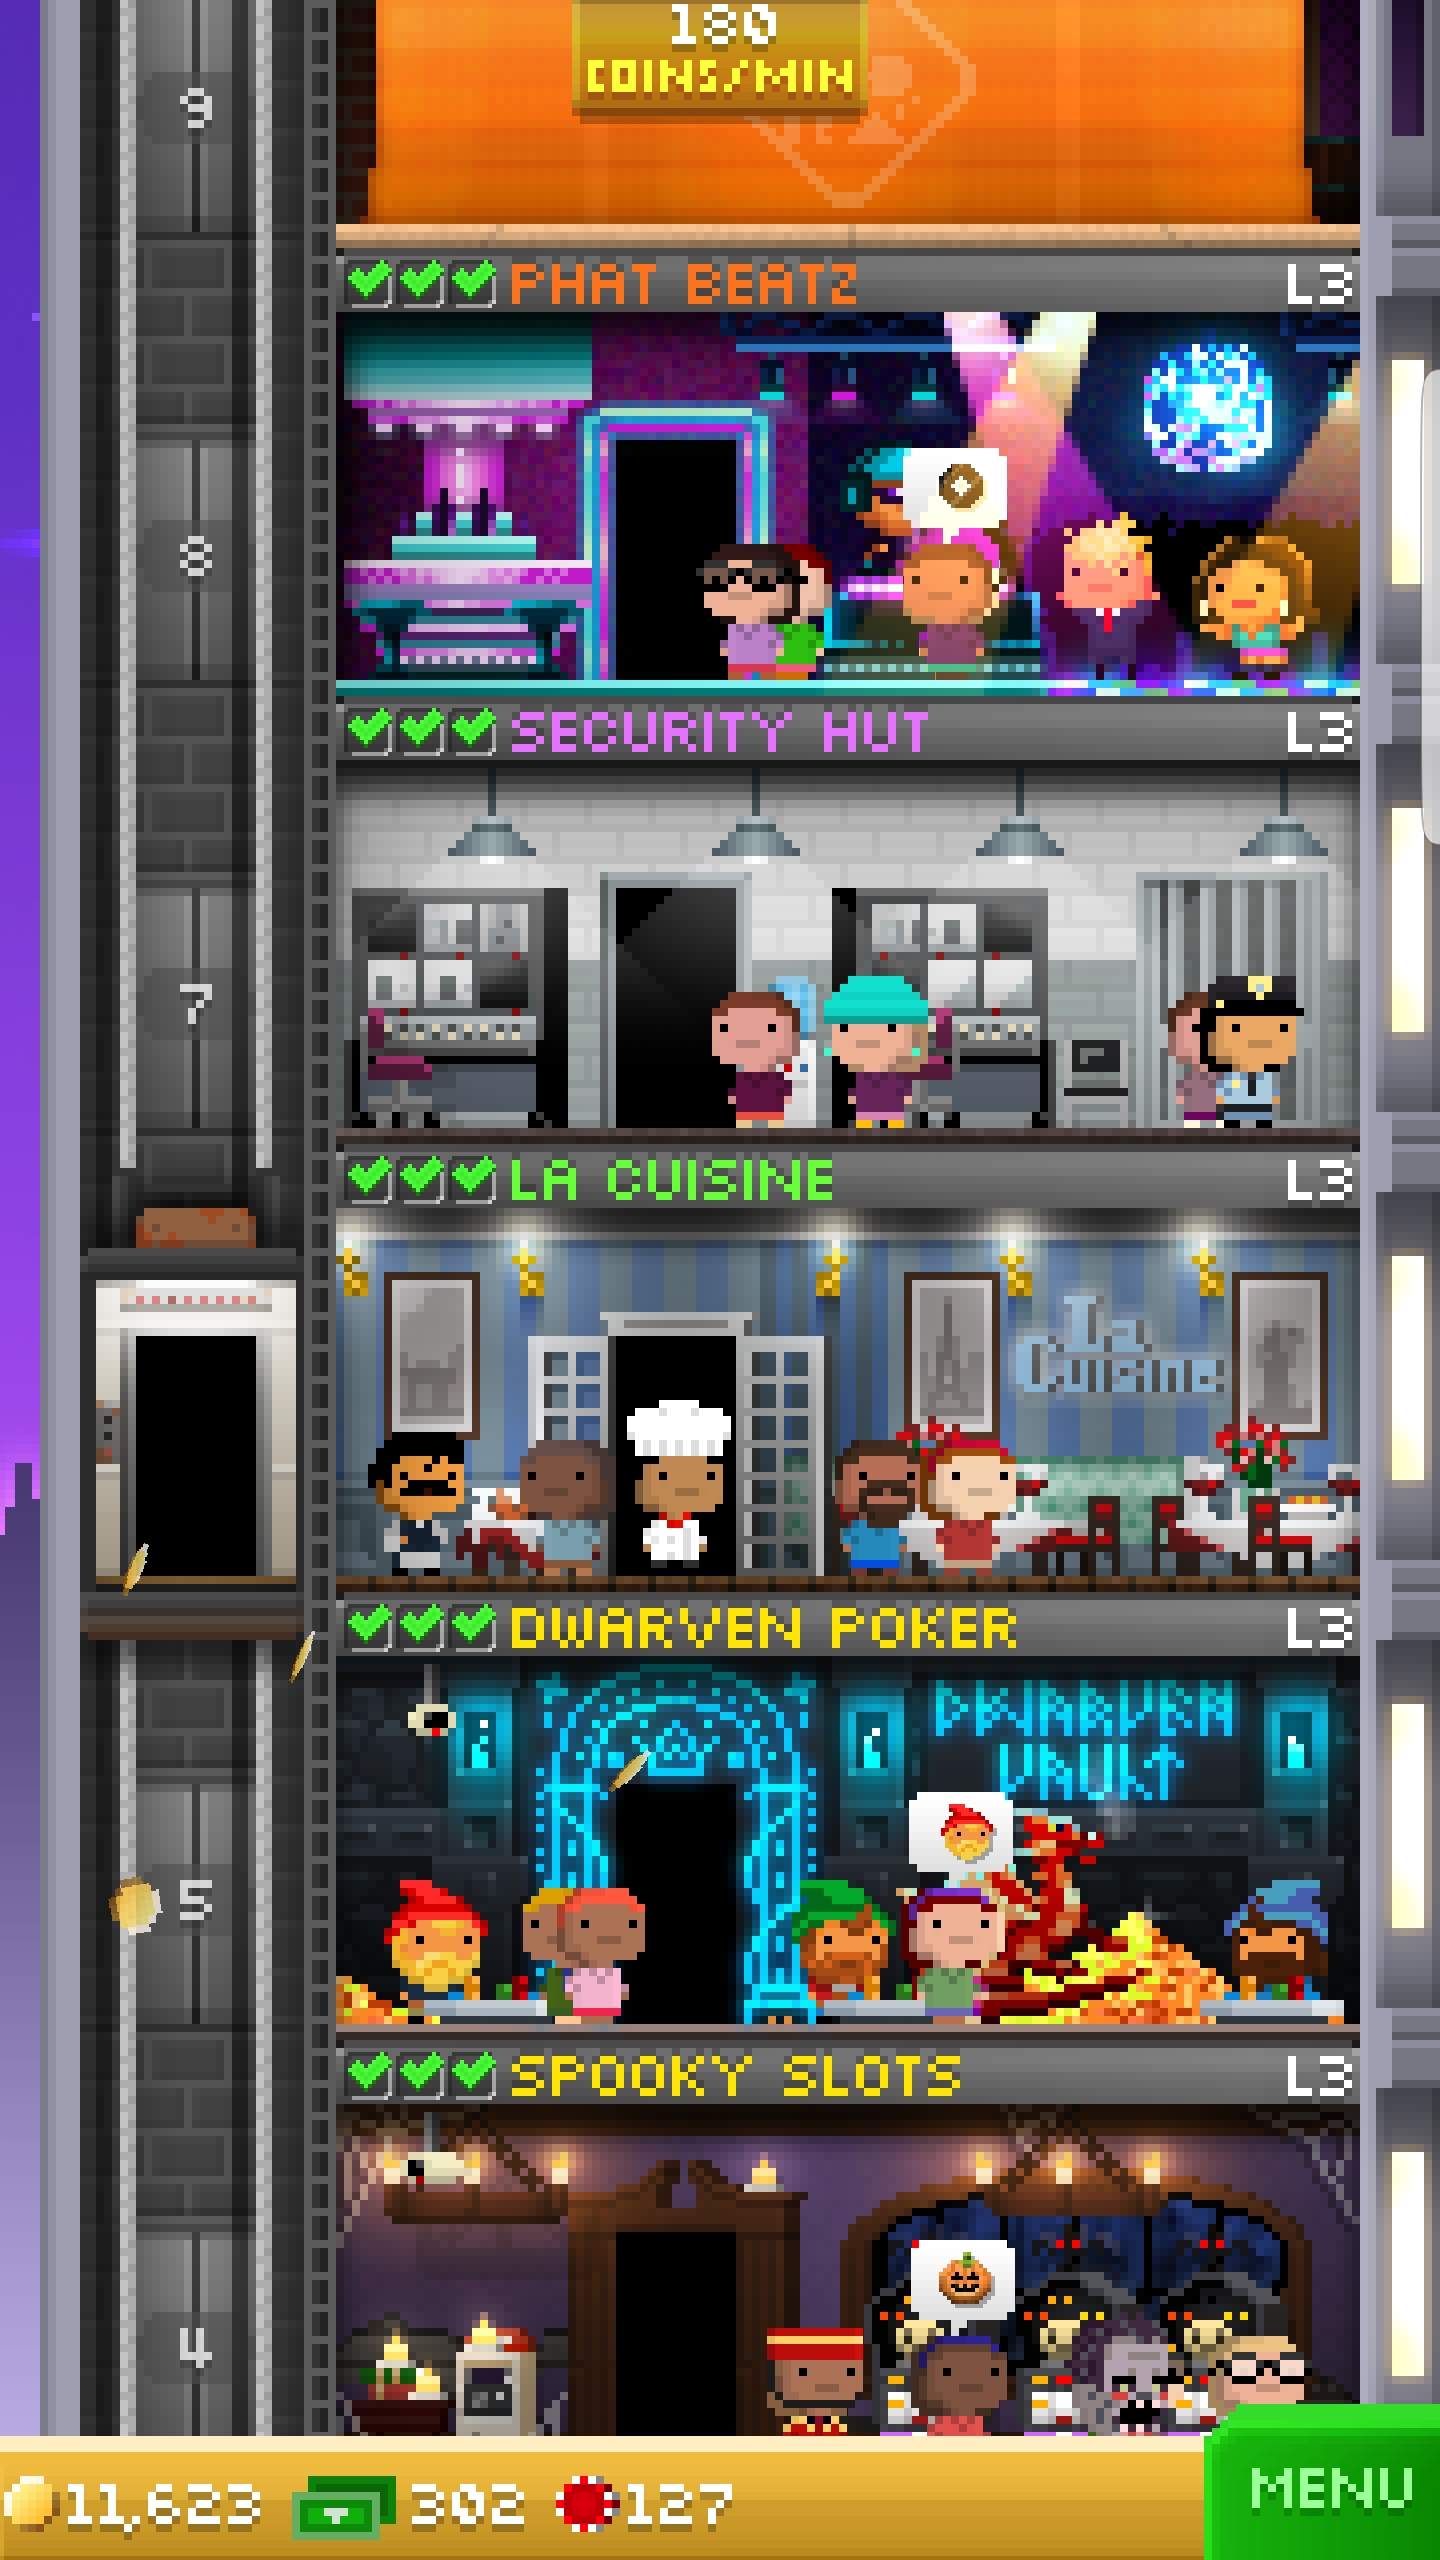 180
COINS/MIN
9
PHAT BEATZ L3
8
SECURITY HUT L3
7
LA CUISINE L3
La
Cuisine
DWARVEN POKER L3
DWARVEN
VAULT
5
SPOOKY SLOTS L3
4
11,623 302 127
MENU